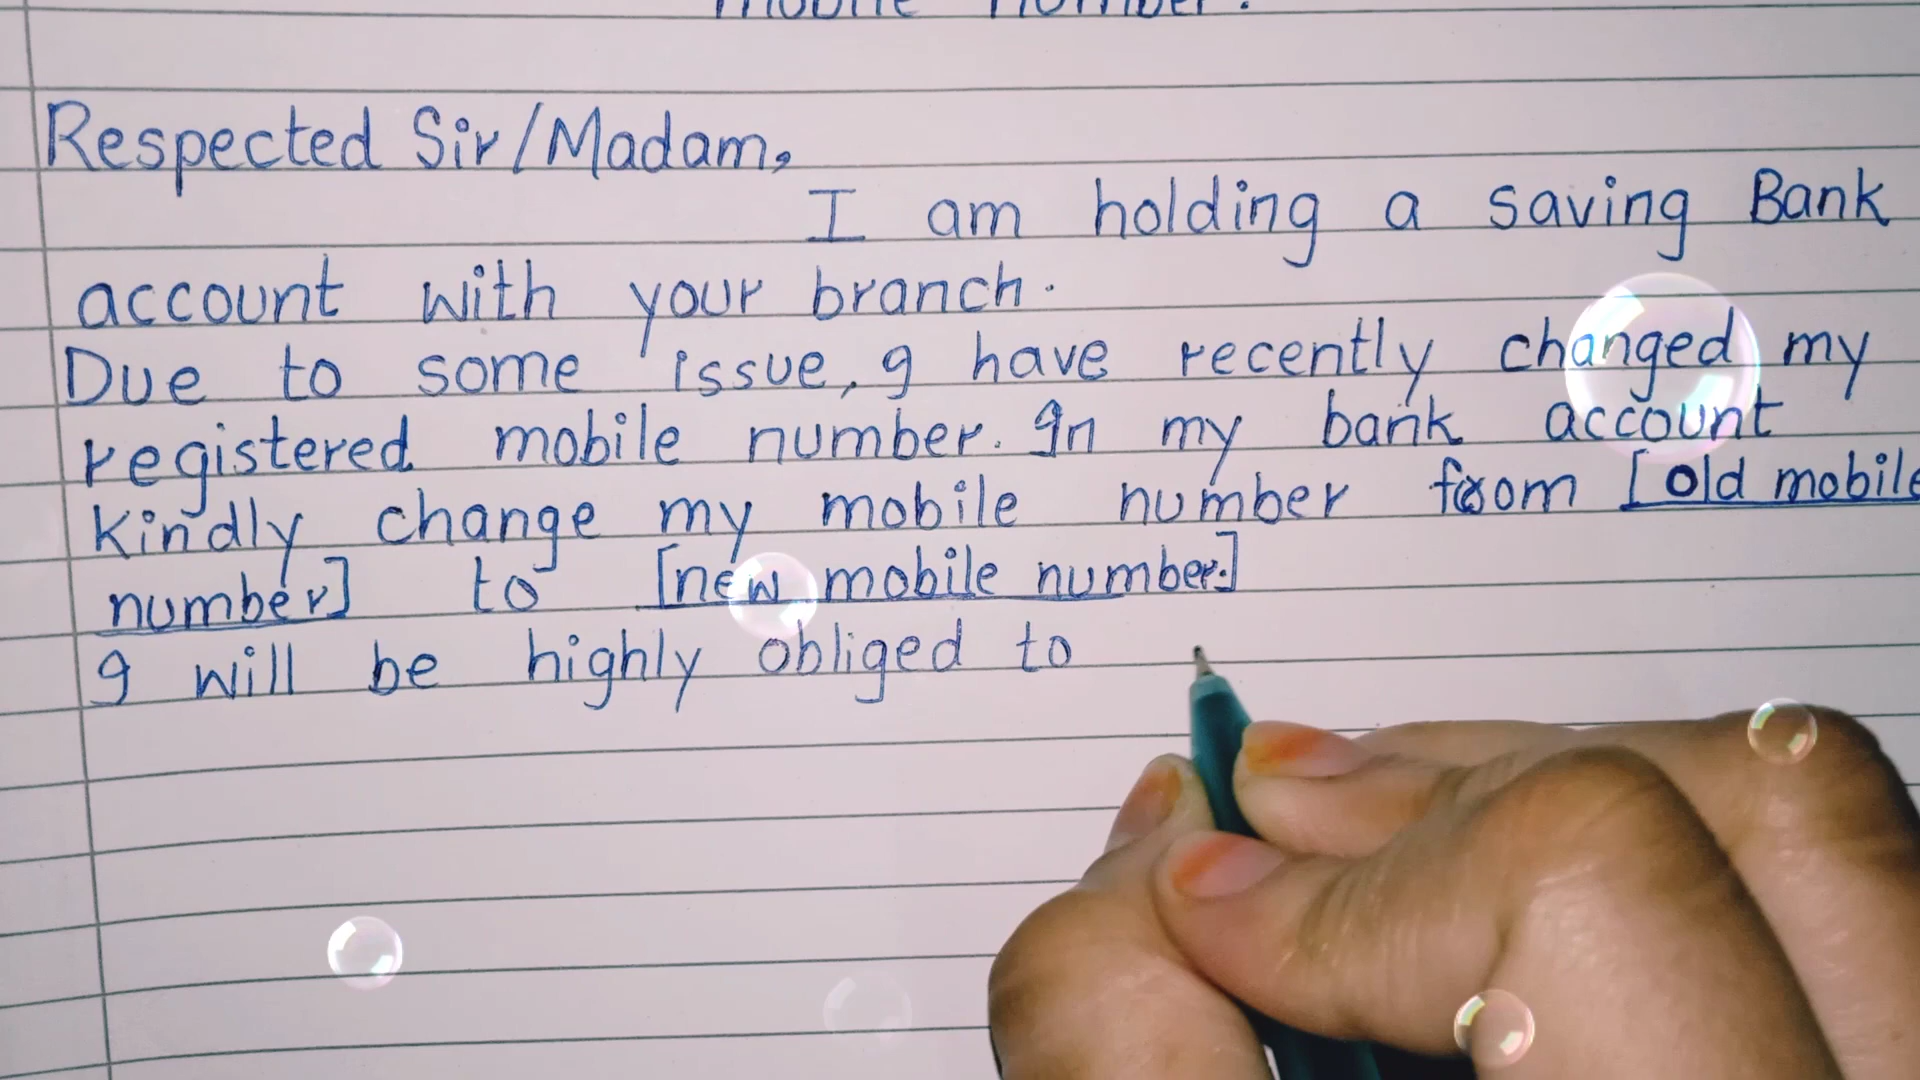 mobile number.
Respected Sir/Madam,
I am holding a saving Bank
account with your branch.
Due to some issue, I have recently changed my
registered mobile number. In my bank account
Kindly change my mobile number from [old mobile
number] to [new mobile number.]
I will be highly obliged to